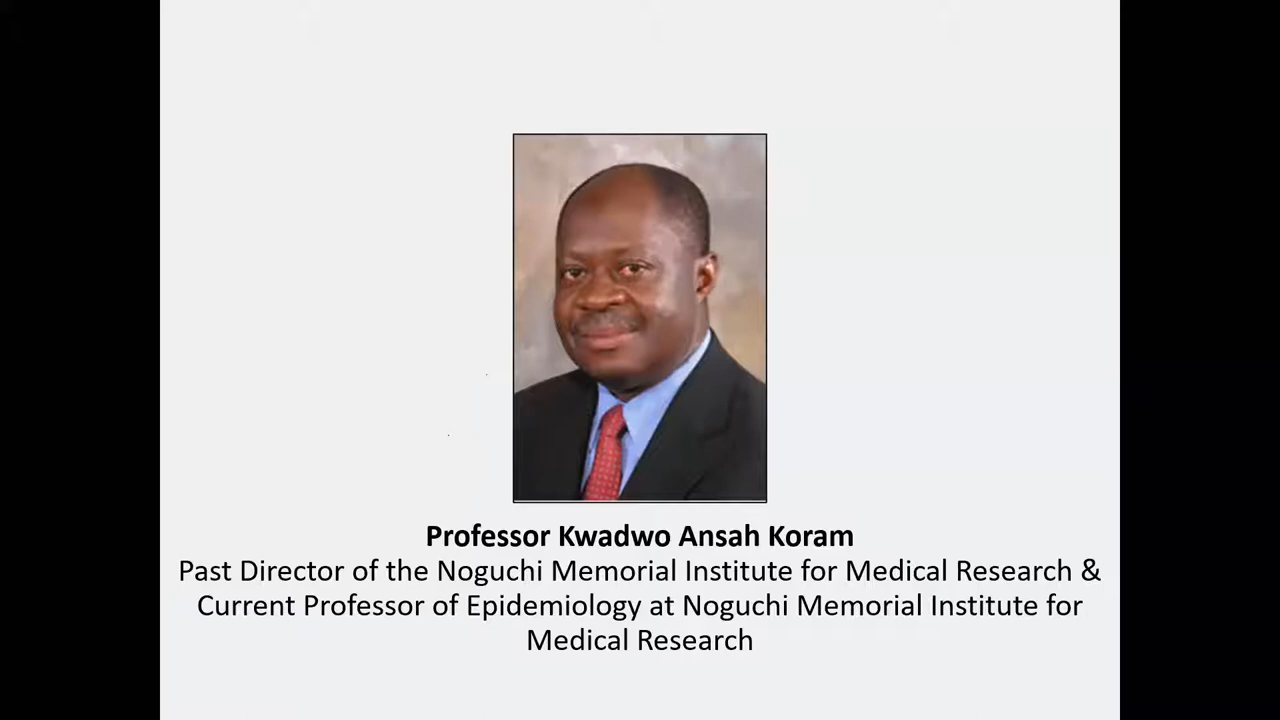 Professor Kwadwo Ansah Koram
Past Director of the Noguchi Memorial Institute for Medical Research &
Current Professor of Epidemiology at Noguchi Memorial Institute for
Medical Research